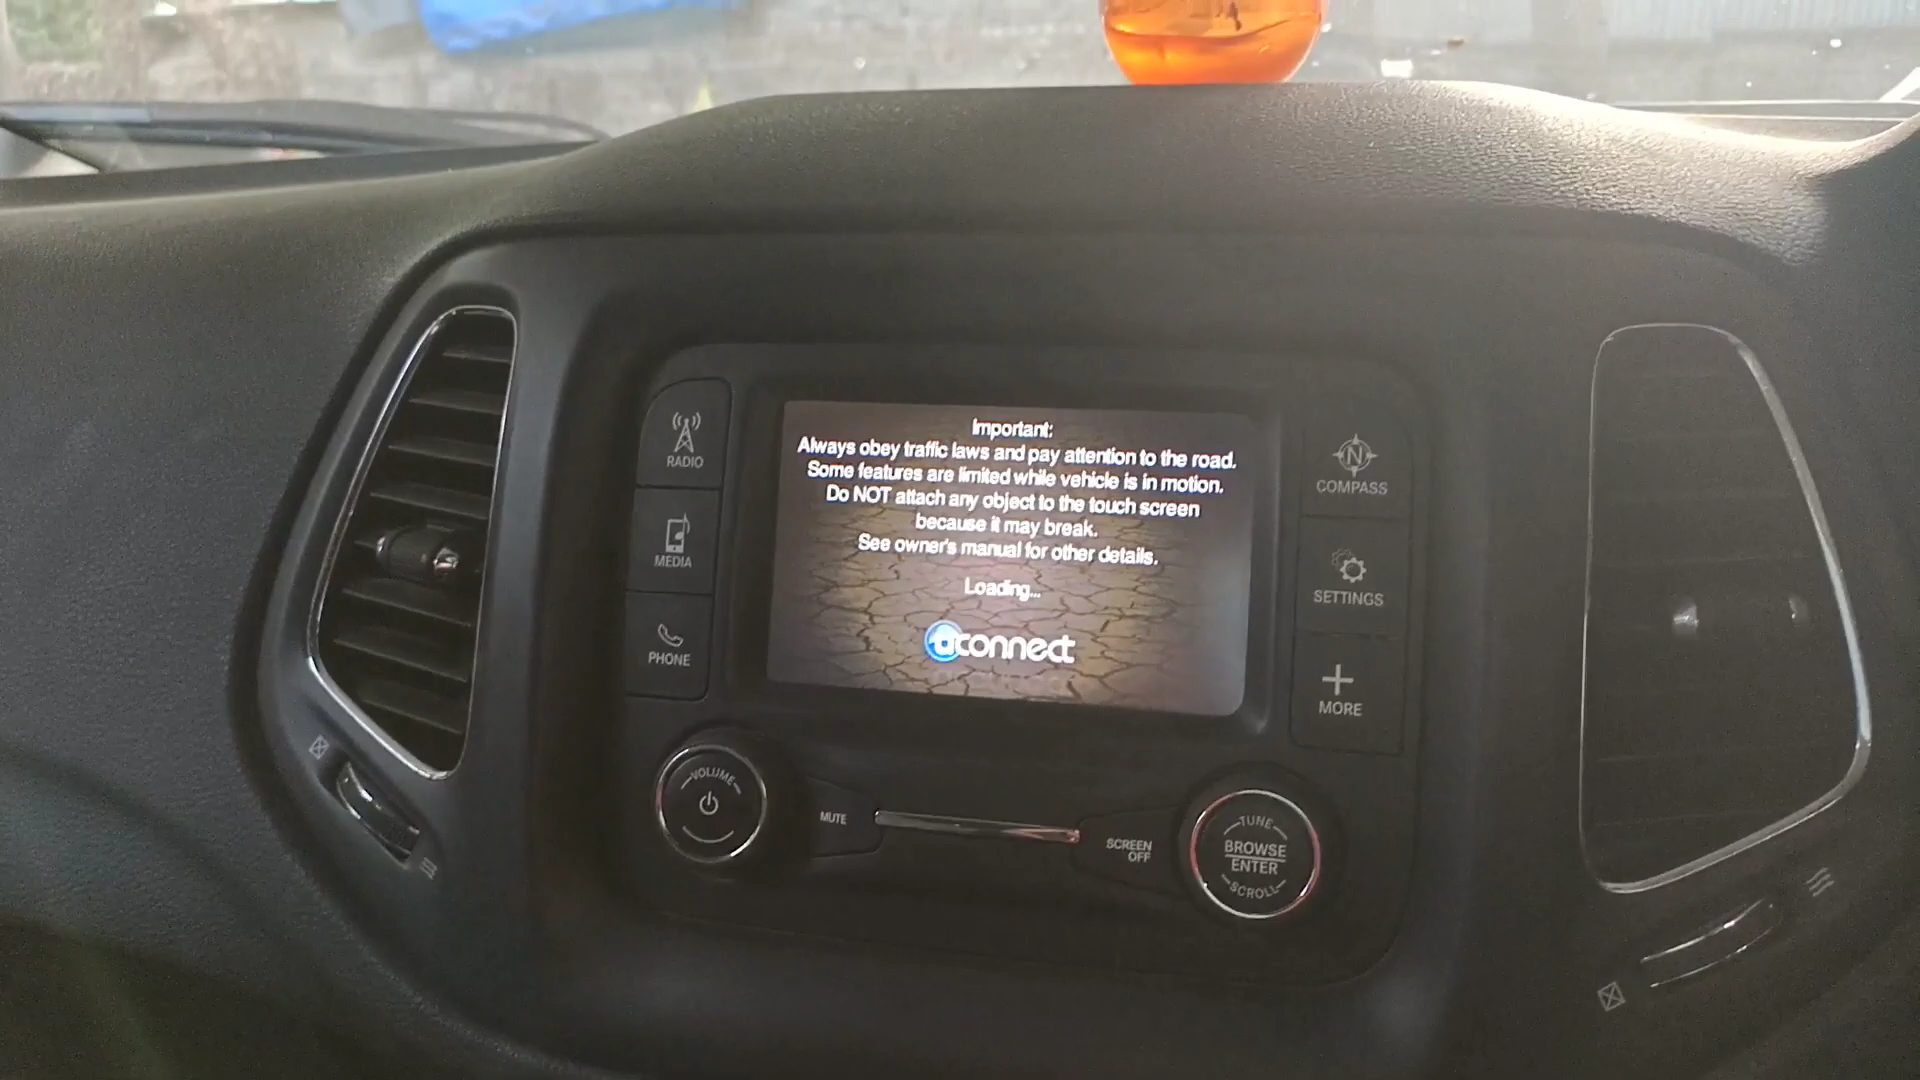 Important:
Always obey traffic laws and pay attention to the road.
Some features are limited while vehicle is in motion.
Do NOT attach any object to the touch screen
because it may break.
See owner's manual for other details.
Loading...
uconnect
RADIO
MEDIA
PHONE
N
COMPASS
SETTINGS
MORE
VOLUME
MUTE
SCREEN
OFF
TUNE
BROWSE
ENTER
SCROLL